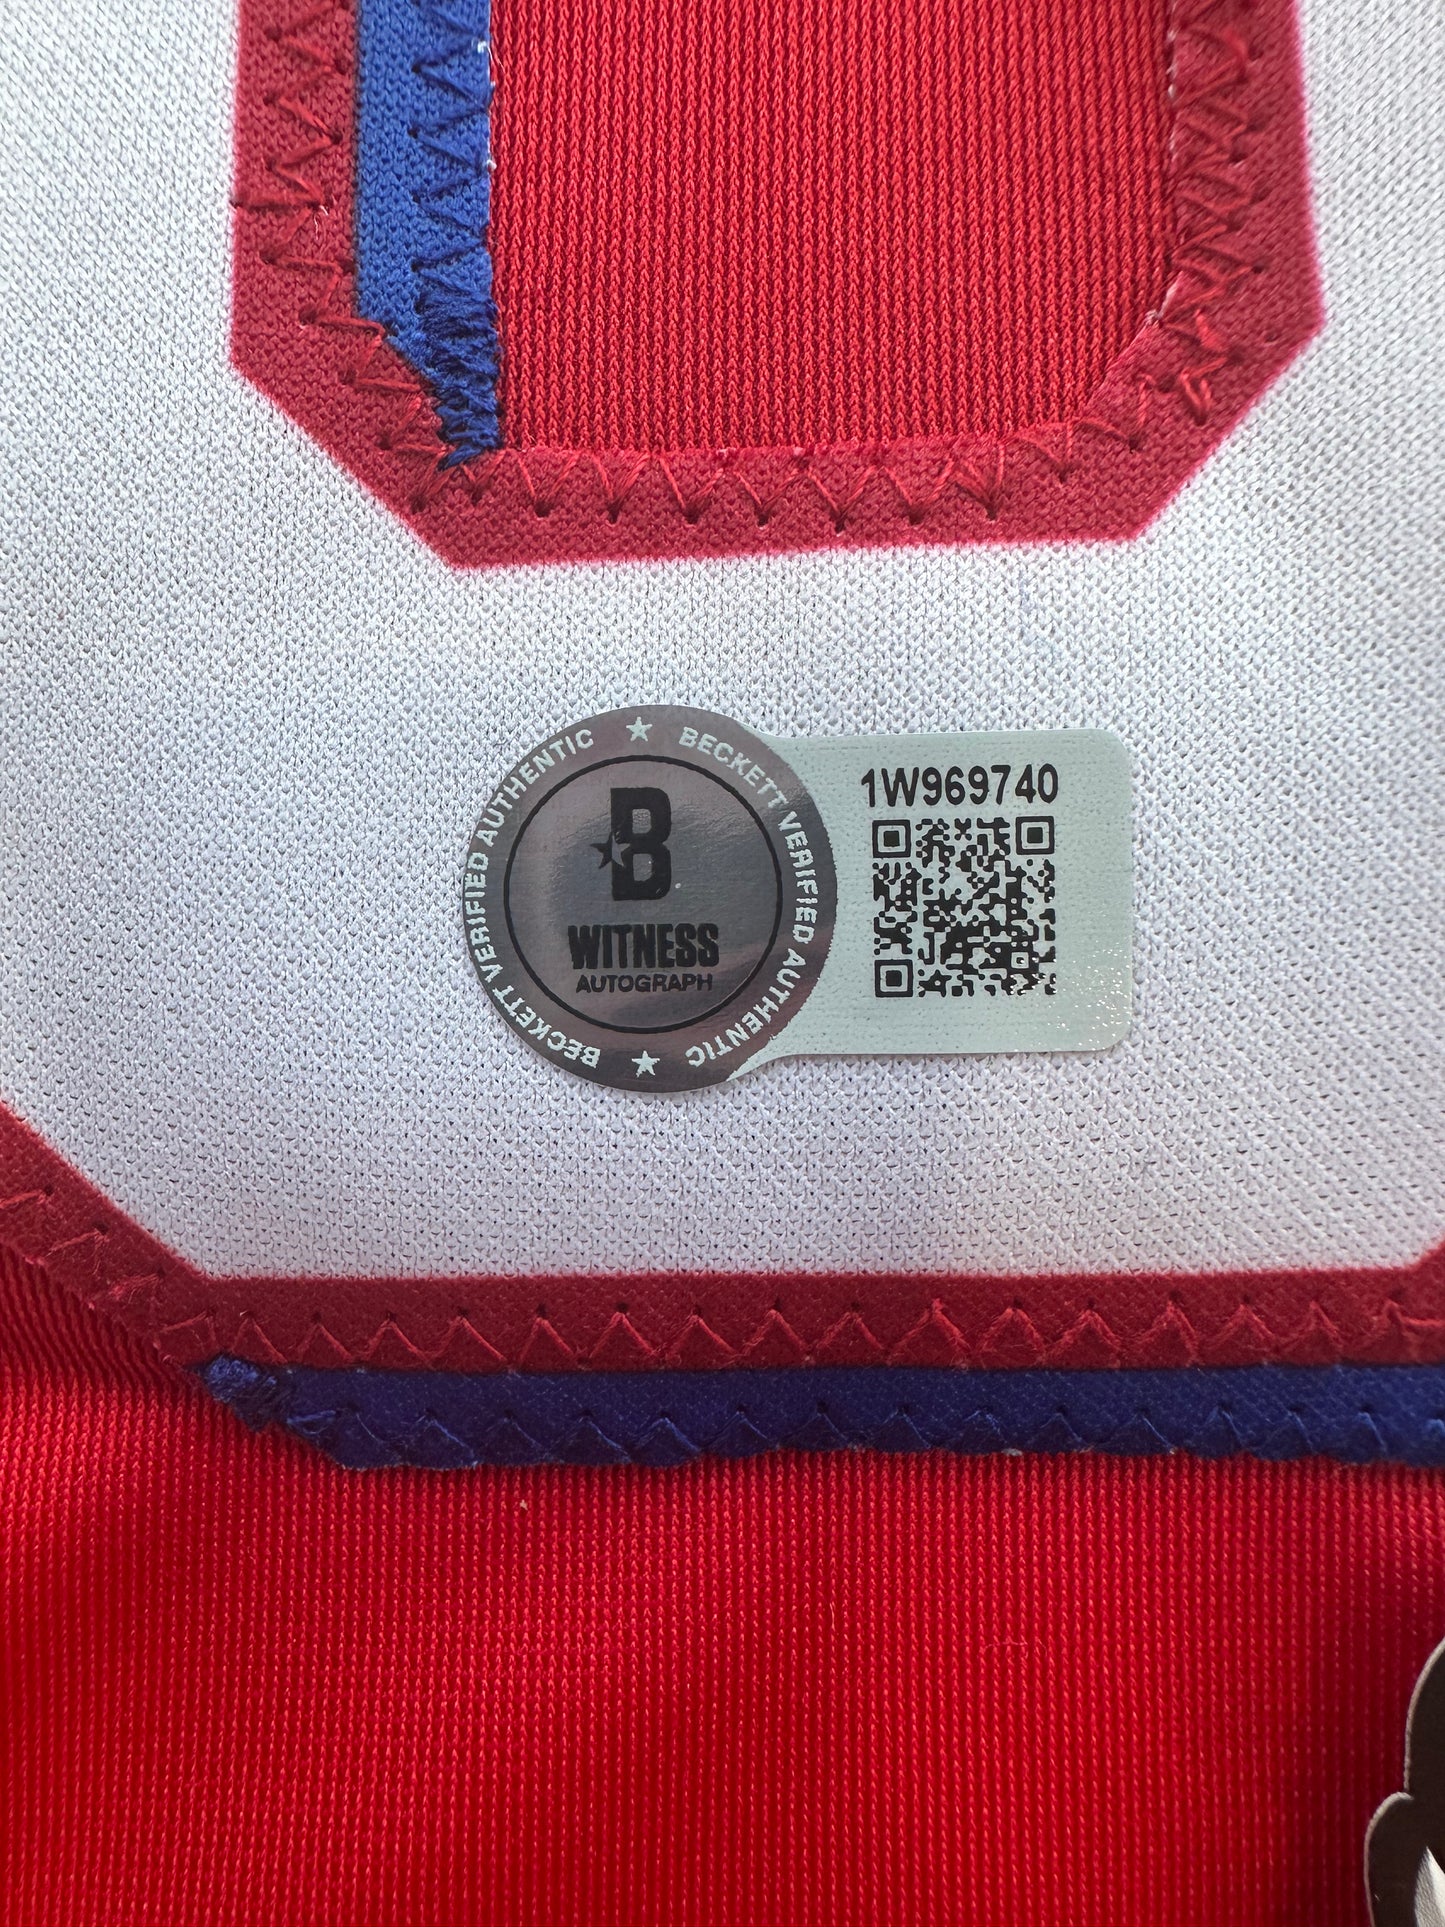 ★ BECKETT VERIFIED AUTHENTIC ★ BECKETT VERIFIED AUTHENTIC
B
WITNESS
AUTOGRAPH
1W969740